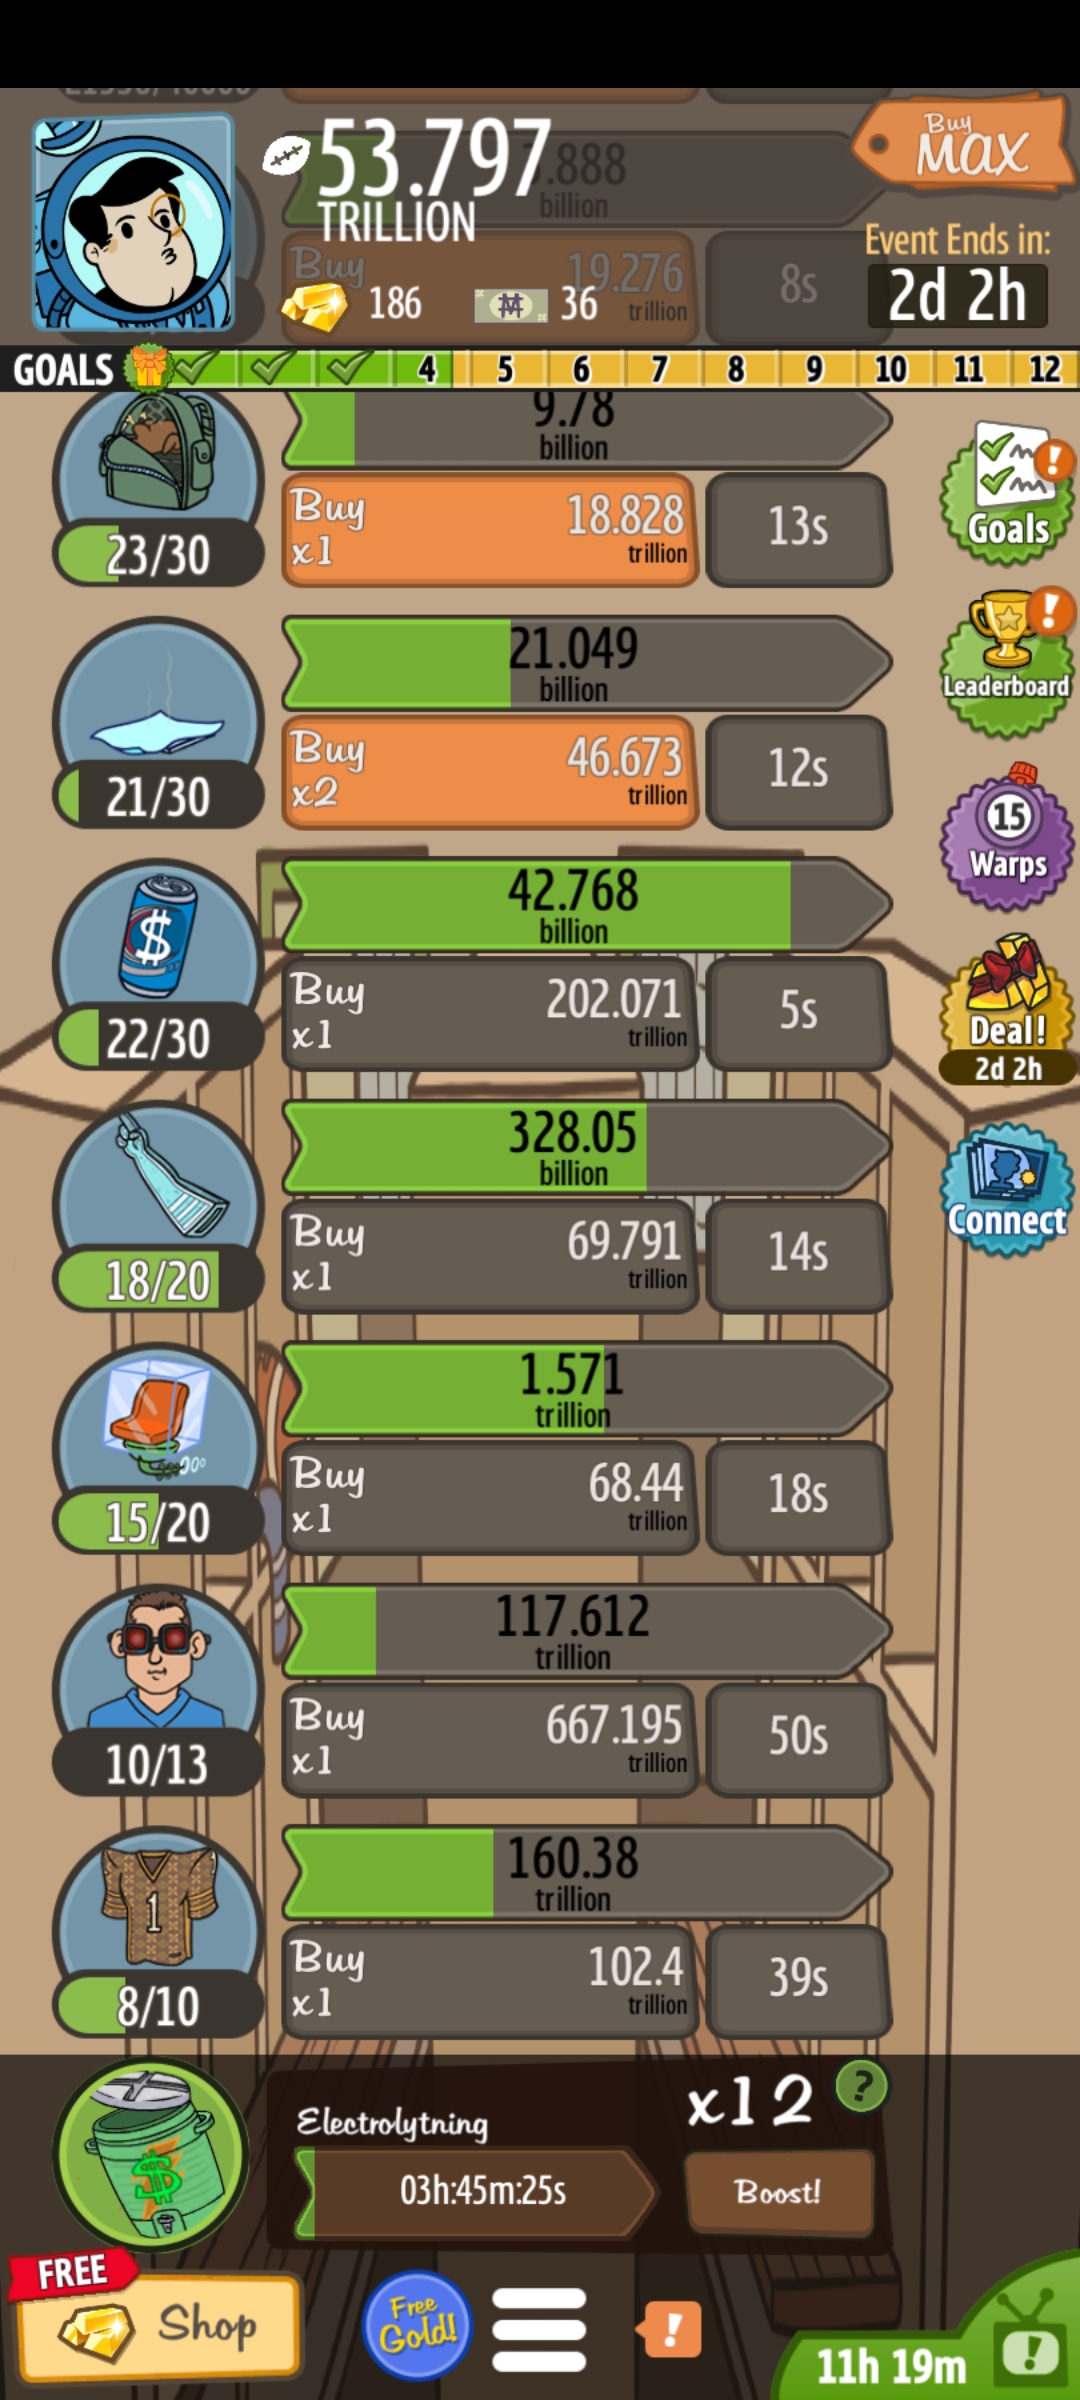 53.797
TRILLION
.888
billion
Buy
MAX
Event Ends in:
2d 2h
Buy
19.276
trillion
8s
186
36
GOALS
4
5
6
7
8
9
10
11
12
9.78
billion
Buy
x1
18.828
trillion
13s
23/30
Goals
21.049
billion
Buy
x2
46.673
trillion
12s
21/30
Leaderboard
15
Warps
42.768
billion
Buy
x1
202.071
trillion
5s
22/30
Deal!
2d 2h
328.05
billion
Buy
x1
69.791
trillion
14s
18/20
Connect
1.571
trillion
Buy
x1
68.44
trillion
18s
15/20
117.612
trillion
Buy
x1
667.195
trillion
50s
10/13
1
160.38
trillion
Buy
x1
102.4
trillion
39s
8/10
Electrolytning
x12
?
03h:45m:25s
Boost!
FREE
Shop
Free
Gold!
!
11h 19m